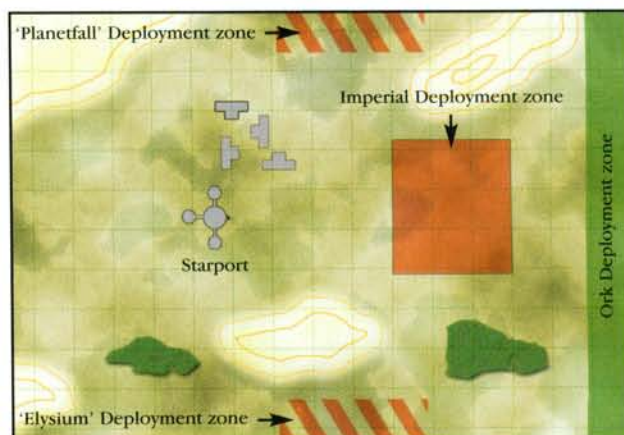 'Planetfall' Deployment zone
Imperial Deployment zone
Starport
Ork Deployment zone
'Elysium' Deployment zone